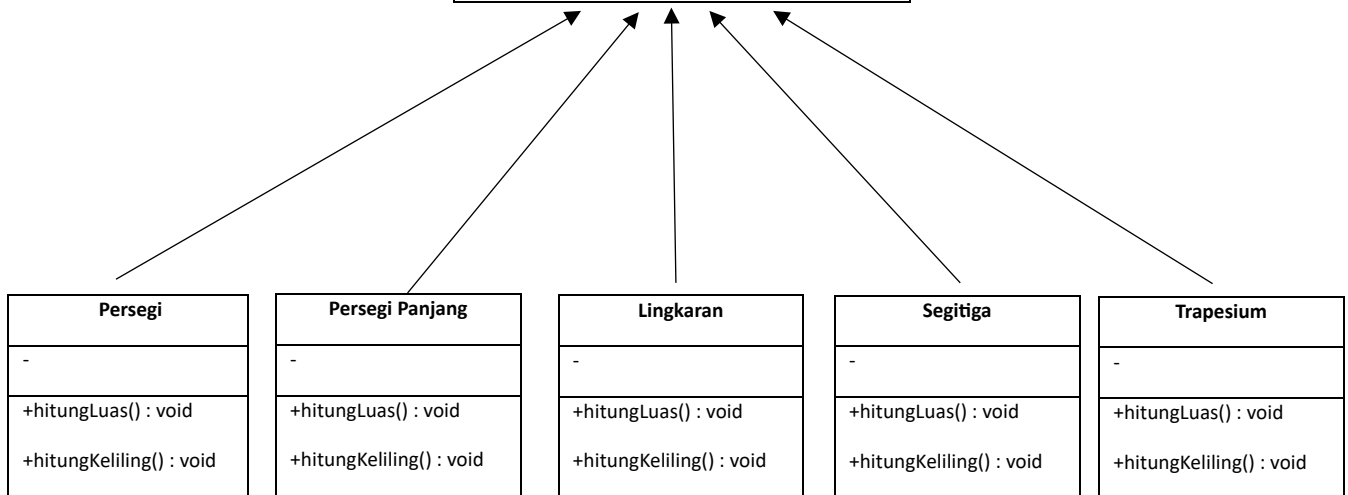 Persegi
-
+hitungLuas() : void
+hitungKeliling() : void
Persegi Panjang
-
+hitungLuas() : void
+hitungKeliling() : void
Lingkaran
-
+hitungLuas() : void
+hitungKeliling() : void
Segitiga
-
+hitungLuas() : void
+hitungKeliling() : void
Trapesium
-
+hitungLuas() : void
+hitungKeliling() : void